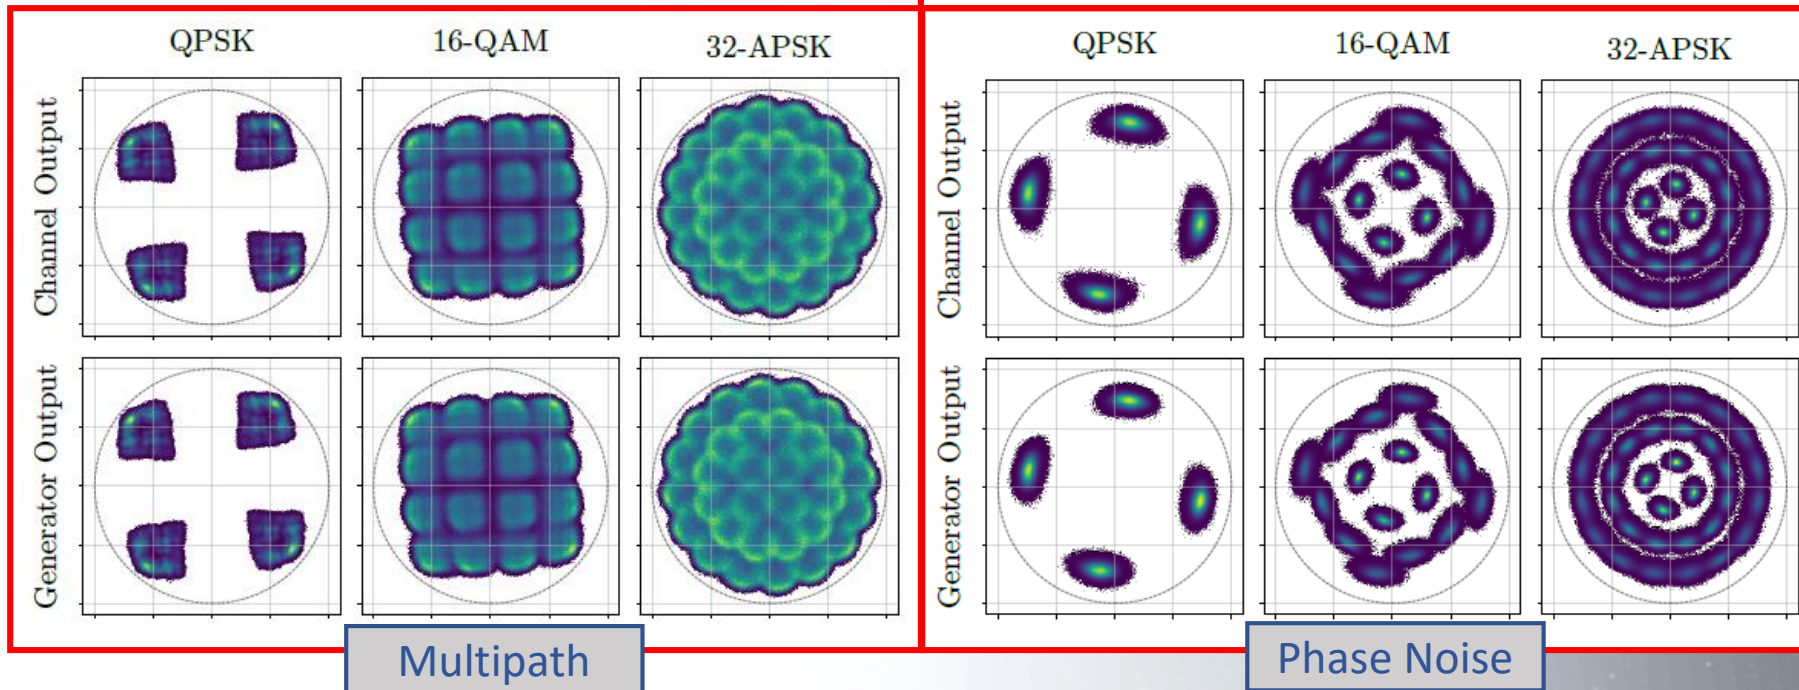 QPSK 16-QAM 32-APSK
Channel Output
Generator Output
Multipath
QPSK 16-QAM 32-APSK
Channel Output
Generator Output
Phase Noise